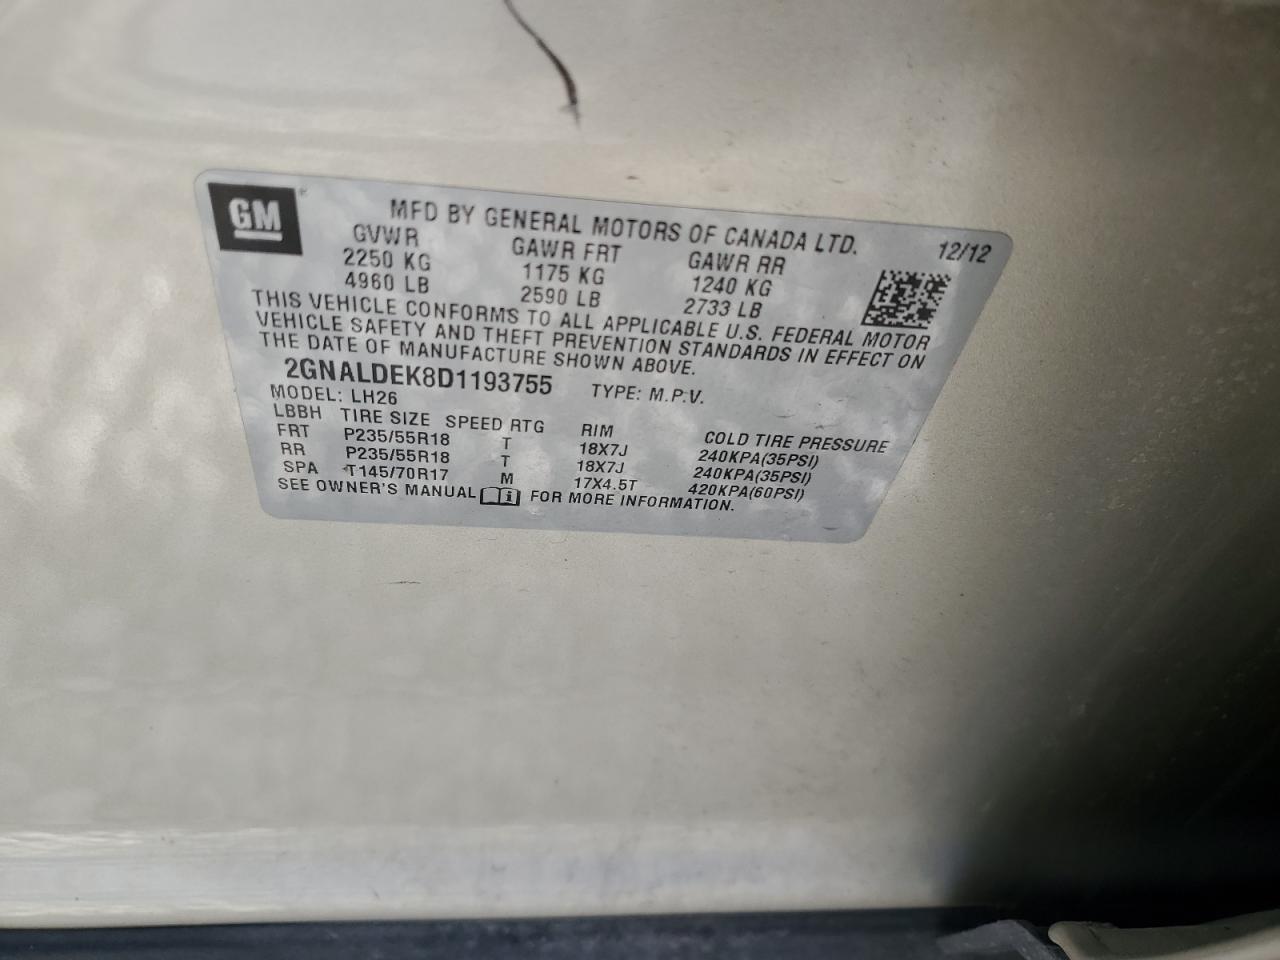 GM
MFD BY GENERAL MOTORS OF CANADA LTD. 12/12
GVWR GAWR FRT GAWR RR
2250 KG 1175 KG 1240 KG
4960 LB 2590 LB 2733 LB
THIS VEHICLE CONFORMS TO ALL APPLICABLE U.S. FEDERAL MOTOR
VEHICLE SAFETY AND THEFT PREVENTION STANDARDS IN EFFECT ON
THE DATE OF MANUFACTURE SHOWN ABOVE.
2GNALDEK8D1193755 TYPE: M.P.V.
MODEL: LH26
LBBH TIRE SIZE SPEED RTG RIM COLD TIRE PRESSURE
FRT P235/55R18 T 18X7J 240KPA(35PSI)
RR P235/55R18 T 18X7J 240KPA(35PSI)
SPA T145/70R17 M 17X4.5T 420KPA(60PSI)
SEE OWNER'S MANUAL FOR MORE INFORMATION.